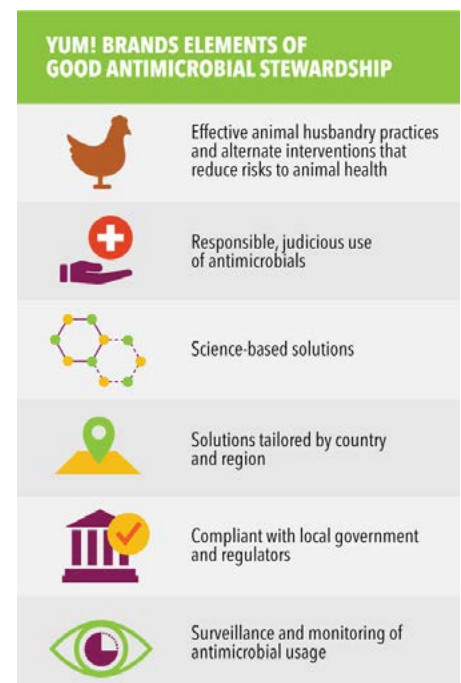 YUM! BRANDS ELEMENTS OF
GOOD ANTIMICROBIAL STEWARDSHIP
Effective animal husbandry practices
and alternate interventions that
reduce risks to animal health
Responsible, judicious use
of antimicrobials
Science-based solutions
Solutions tailored by country
and region
Compliant with local government
and regulators
Surveillance and monitoring of
antimicrobial usage